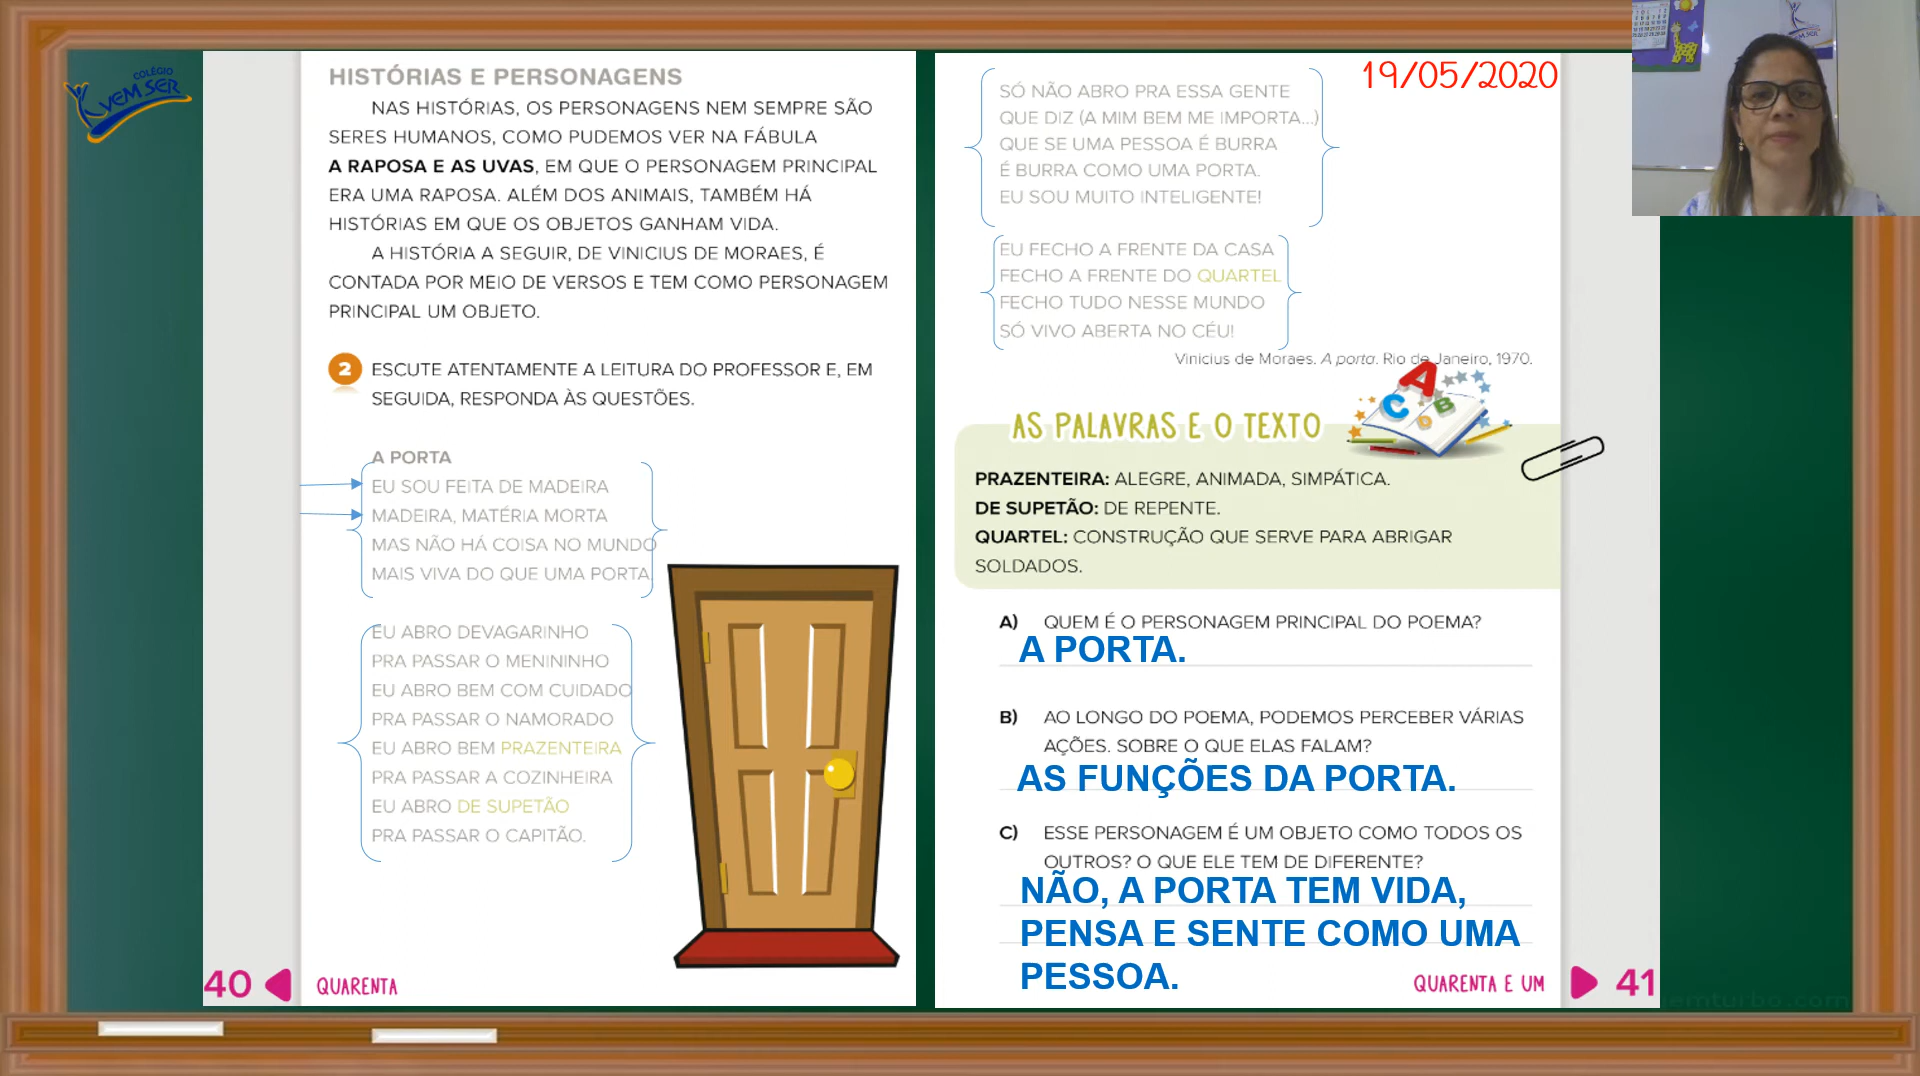 COLÉGIO
VEM SER
HISTÓRIAS E PERSONAGENS
NAS HISTÓRIAS, OS PERSONAGENS NEM SEMPRE SÃO
SERES HUMANOS, COMO PUDEMOS VER NA FÁBULA
A RAPOSA E AS UVAS, EM QUE O PERSONAGEM PRINCIPAL
ERA UMA RAPOSA. ALÉM DOS ANIMAIS, TAMBÉM HÁ
HISTÓRIAS EM QUE OS OBJETOS GANHAM VIDA.
A HISTÓRIA A SEGUIR, DE VINICIUS DE MORAES, É
CONTADA POR MEIO DE VERSOS E TEM COMO PERSONAGEM
PRINCIPAL UM OBJETO.
2 ESCUTE ATENTAMENTE A LEITURA DO PROFESSOR E, EM
SEGUIDA, RESPONDA ÀS QUESTÕES.
A PORTA
EU SOU FEITA DE MADEIRA
MADEIRA, MATÉRIA MORTA
MAS NÃO HÁ COISA NO MUNDO
MAIS VIVA DO QUE UMA PORTA.
EU ABRO DEVAGARINHO
PRA PASSAR O MENININHO
EU ABRO BEM COM CUIDADO
PRA PASSAR O NAMORADO
EU ABRO BEM PRAZENTEIRA
PRA PASSAR A COZINHEIRA
EU ABRO DE SUPETÃO
PRA PASSAR O CAPITÃO.
40 QUARENTA
19/05/2020
SÓ NÃO ABRO PRA ESSA GENTE
QUE DIZ (A MIM BEM ME IMPORTA...)
QUE SE UMA PESSOA É BURRA
É BURRA COMO UMA PORTA.
EU SOU MUITO INTELIGENTE!
EU FECHO A FRENTE DA CASA
FECHO A FRENTE DO QUARTEL
FECHO TUDO NESSE MUNDO
SÓ VIVO ABERTA NO CÉU!
Vinicius de Moraes. A porta. Rio de Janeiro, 1970.
A
C B
D
AS PALAVRAS E O TEXTO
PRAZENTEIRA: ALEGRE, ANIMADA, SIMPÁTICA.
DE SUPETÃO: DE REPENTE.
QUARTEL: CONSTRUÇÃO QUE SERVE PARA ABRIGAR
SOLDADOS.
A) QUEM É O PERSONAGEM PRINCIPAL DO POEMA?
A PORTA.
B) AO LONGO DO POEMA, PODEMOS PERCEBER VÁRIAS
AÇÕES. SOBRE O QUE ELAS FALAM?
AS FUNÇÕES DA PORTA.
C) ESSE PERSONAGEM É UM OBJETO COMO TODOS OS
OUTROS? O QUE ELE TEM DE DIFERENTE?
NÃO, A PORTA TEM VIDA,
PENSA E SENTE COMO UMA
PESSOA.
QUARENTA E UM 41
emturbo.com